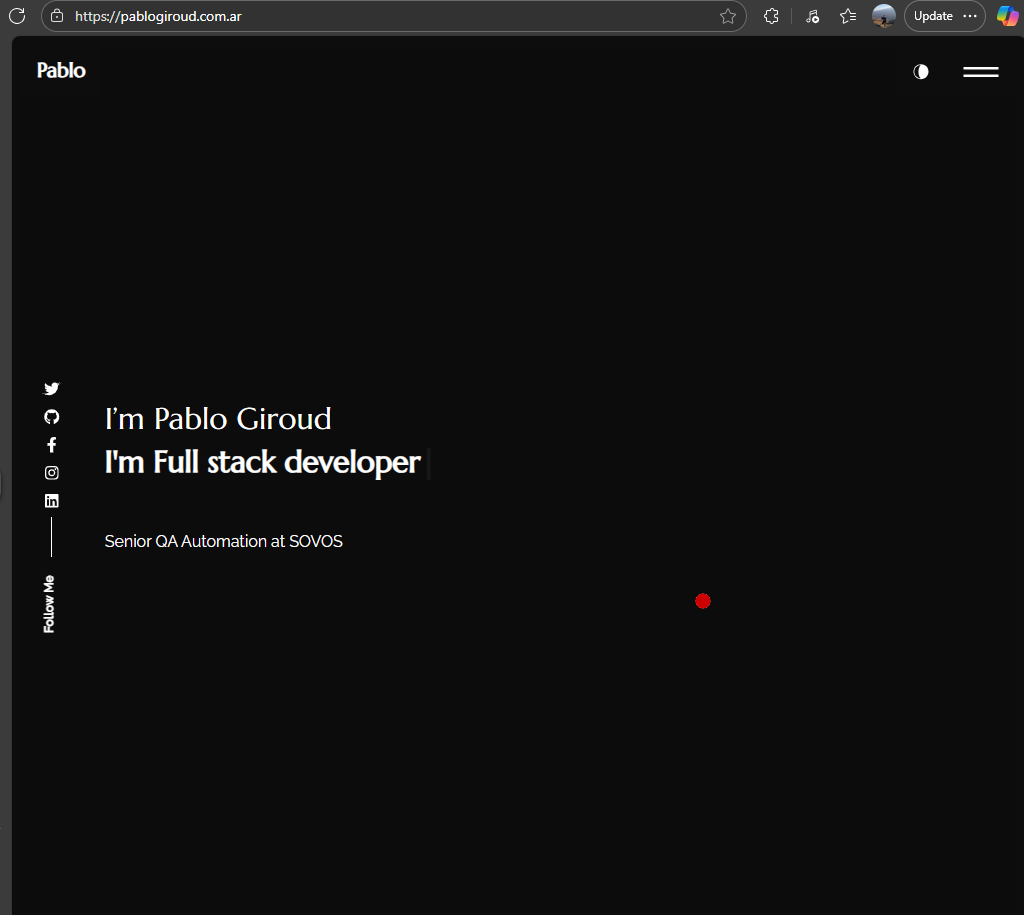 https://pablogiroud.com.ar
Update
Pablo
I’m Pablo Giroud
I'm Full stack developer
Senior QA Automation at SOVOS
Follow Me